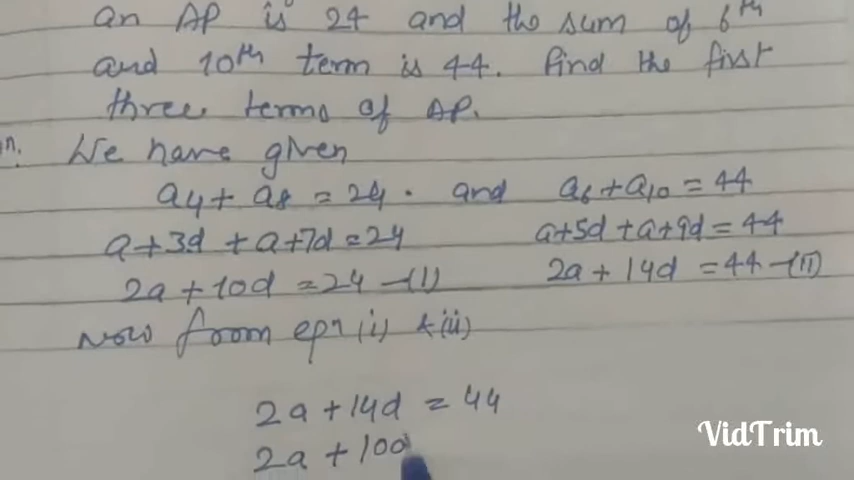 an AP is 24 and the sum of 6th
and 10th term is 44. Find the first
three terms of AP.
n. We have given
a4 + a8 = 24. and a6 + a10 = 44
a+3d + a+7d = 24 a+5d + a+9d = 44
2a + 10d = 24 -(I) 2a + 14d = 44 -(II)
Now from eqn (i) & (ii)
2a + 14d = 44
2a + 10d
VidTrim